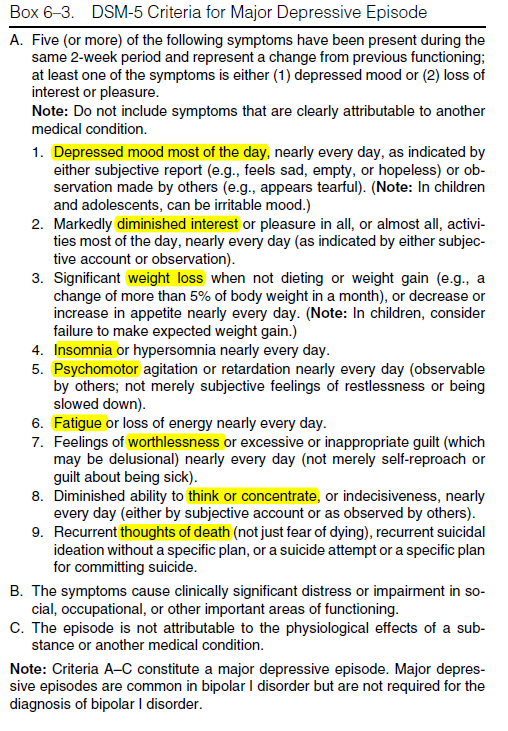 Box 6–3. DSM-5 Criteria for Major Depressive Episode
A. Five (or more) of the following symptoms have been present during the
same 2-week period and represent a change from previous functioning;
at least one of the symptoms is either (1) depressed mood or (2) loss of
interest or pleasure.
Note: Do not include symptoms that are clearly attributable to another
medical condition.
1. Depressed mood most of the day, nearly every day, as indicated by
either subjective report (e.g., feels sad, empty, or hopeless) or ob-
servation made by others (e.g., appears tearful). (Note: In children
and adolescents, can be irritable mood.)
2. Markedly diminished interest or pleasure in all, or almost all, activi-
ties most of the day, nearly every day (as indicated by either subjec-
tive account or observation).
3. Significant weight loss when not dieting or weight gain (e.g., a
change of more than 5% of body weight in a month), or decrease or
increase in appetite nearly every day. (Note: In children, consider
failure to make expected weight gain.)
4. Insomnia or hypersomnia nearly every day.
5. Psychomotor agitation or retardation nearly every day (observable
by others; not merely subjective feelings of restlessness or being
slowed down).
6. Fatigue or loss of energy nearly every day.
7. Feelings of worthlessness or excessive or inappropriate guilt (which
may be delusional) nearly every day (not merely self-reproach or
guilt about being sick).
8. Diminished ability to think or concentrate, or indecisiveness, nearly
every day (either by subjective account or as observed by others).
9. Recurrent thoughts of death (not just fear of dying), recurrent suicidal
ideation without a specific plan, or a suicide attempt or a specific plan
for committing suicide.
B. The symptoms cause clinically significant distress or impairment in so-
cial, occupational, or other important areas of functioning.
C. The episode is not attributable to the physiological effects of a sub-
stance or another medical condition.
Note: Criteria A–C constitute a major depressive episode. Major depres-
sive episodes are common in bipolar I disorder but are not required for the
diagnosis of bipolar I disorder.